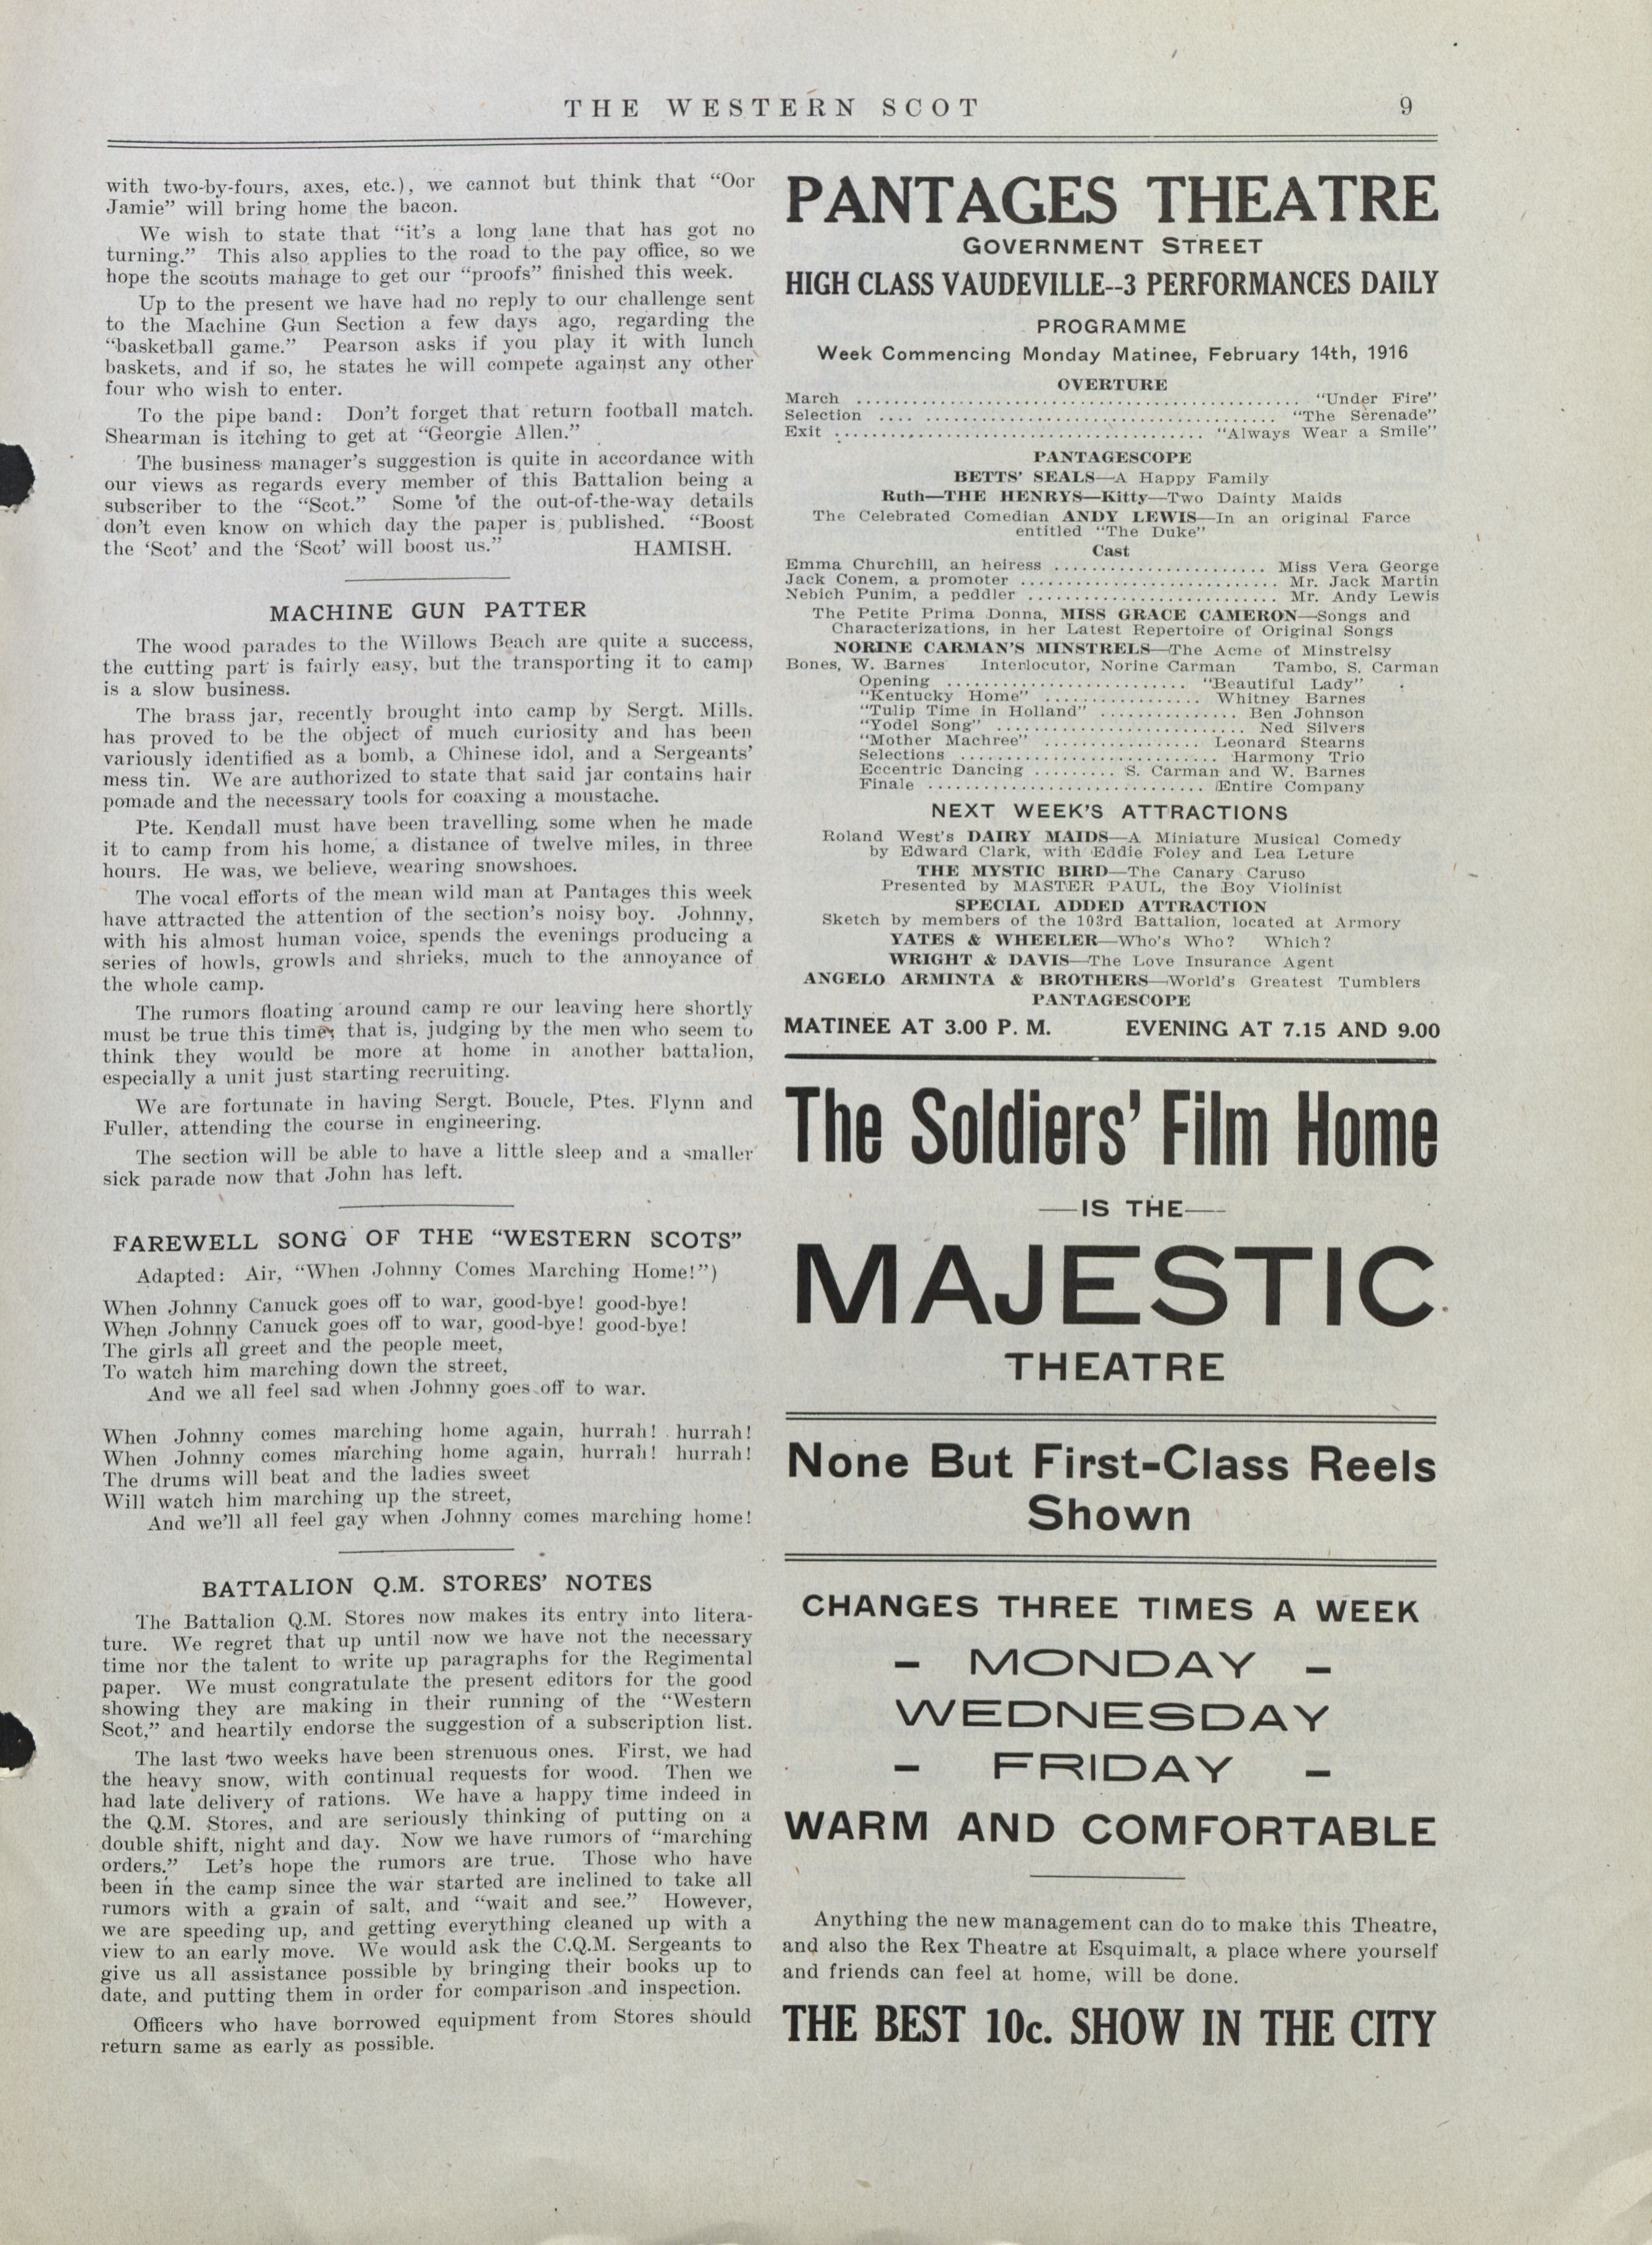 THE WESTERN SCOT 9
with two-by-fours, axes, etc.), we cannot but think that “Oor
Jamie” will bring home the bacon.
We wish to state that “it’s a long lane that has got no
turning.” This also applies to the road to the pay office, so we
hope the scouts manage to get our “proofs” finished this week.
Up to the present we have had no reply to our challenge sent
to the Machine Gun Section a few days ago, regarding the
“basketball game.” Pearson asks if you play it with lunch
baskets, and if so, he states he will compete against any other
four who wish to enter.
To the pipe band: Don’t forget that return football match.
Shearman is itching to get at “Georgie Allen.”
The business manager’s suggestion is quite in accordance with
our views as regards every member of this Battalion being a
subscriber to the “Scot.” Some of the out-of-the-way details
don’t even know on which day the paper is published. “Boost
the ‘Scot’ and the ‘Scot’ will boost us.” HAMISH.
MACHINE GUN PATTER
The wood parades to the Willows Beach are quite a success,
the cutting part is fairly easy, but the transporting it to camp
is a slow business.
The brass jar, recently brought into camp by Sergt. Mills,
has proved to be the object of much curiosity and has been
variously identified as a bomb, a Chinese idol, and a Sergeants’
mess tin. We are authorized to state that said jar contains hair
pomade and the necessary tools for coaxing a moustache.
Pte. Kendall must have been travelling some when he made
it to camp from his home, a distance of twelve miles, in three
hours. He was, we believe, wearing snowshoes.
The vocal efforts of the mean wild man at Pantages this week
have attracted the attention of the section’s noisy boy. Johnny,
with his almost human voice, spends the evenings producing a
series of howls, growls and shrieks, much to the annoyance of
the whole camp.
The rumors floating around camp re our leaving here shortly
must be true this time; that is, judging by the men who seem to
think they would be more at home in another battalion,
especially a unit just starting recruiting.
We are fortunate in having Sergt. Boucle, Ptes. Flynn and
Fuller, attending the course in engineering.
The section will be able to have a little sleep and a smaller
sick parade now that John has left.
FAREWELL SONG OF THE “WESTERN SCOTS”
Adapted: Air, “When Johnny Comes Marching Home!”)
When Johnny Canuck goes off to war, good-bye! good-bye!
When Johnny Canuck goes off to war, good-bye! good-bye!
The girls all greet and the people meet,
To watch him marching down the street,
And we all feel sad when Johnny goes off to war.
When Johnny comes marching home again, hurrah! hurrah!
When Johnny comes marching home again, hurrah! hurrah!
The drums will beat and the ladies sweet
Will watch him marching up the street,
And we’ll all feel gay when Johnny comes marching home!
BATTALION Q.M. STORES’ NOTES
The Battalion Q.M. Stores now makes its entry into litera-
ture. We regret that up until now we have not the necessary
time nor the talent to write up paragraphs for the Regimental
paper. We must congratulate the present editors for the good
showing they are making in their running of the “Western
Scot,” and heartily endorse the suggestion of a subscription list.
The last two weeks have been strenuous ones. First, we had
the heavy snow, with continual requests for wood. Then we
had late delivery of rations. We have a happy time indeed in
the Q.M. Stores, and are seriously thinking of putting on a
double shift, night and day. Now we have rumors of “marching
orders.” Let’s hope the rumors are true. Those who have
been in the camp since the war started are inclined to take all
rumors with a grain of salt, and “wait and see.” However,
we are speeding up, and getting everything cleaned up with a
view to an early move. We would ask the C.Q.M. Sergeants to
give us all assistance possible by bringing their books up to
date, and putting them in order for comparison and inspection.
Officers who have borrowed equipment from Stores should
return same as early as possible.
PANTAGES THEATRE
GOVERNMENT STREET
HIGH CLASS VAUDEVILLE--3 PERFORMANCES DAILY
PROGRAMME
Week Commencing Monday Matinee, February 14th, 1916
OVERTURE
March ........ “Under Fire”
Selection ........ “The Serenade”
Exit ........ “Always Wear a Smile”
PANTAGESCOPE
BETTS’ SEALS—A Happy Family
Ruth—THE HENRYS—Kitty—Two Dainty Maids
The Celebrated Comedian ANDY LEWIS—In an original Farce
entitled “The Duke”
Cast
Emma Churchill, an heiress ........ Miss Vera George
Jack Conem, a promoter ........ Mr. Jack Martin
Nebich Punim, a peddler ........ Mr. Andy Lewis
The Petite Prima Donna, MISS GRACE CAMERON—Songs and
Characterizations, in her Latest Repertoire of Original Songs
NORINE CARMAN’S MINSTRELS—The Acme of Minstrelsy
Bones, W. Barnes Interlocutor, Norine Carman Tambo, S. Carman
Opening ........ “Beautiful Lady”
“Kentucky Home” ........ Whitney Barnes
“Tulip Time in Holland” ........ Ben Johnson
“Yodel Song” ........ Ned Silvers
“Mother Machree” ........ Leonard Stearns
Selections ........ Harmony Trio
Eccentric Dancing ........ S. Carman and W. Barnes
Finale ........ Entire Company
NEXT WEEK’S ATTRACTIONS
Roland West’s DAIRY MAIDS—A Miniature Musical Comedy
by Edward Clark, with Eddie Foley and Lea Leture
THE MYSTIC BIRD—The Canary Caruso
Presented by MASTER PAUL, the Boy Violinist
SPECIAL ADDED ATTRACTION
Sketch by members of the 103rd Battalion, located at Armory
YATES & WHEELER—Who’s Who? Which?
WRIGHT & DAVIS—The Love Insurance Agent
ANGELO ARMINTA & BROTHERS—World’s Greatest Tumblers
PANTAGESCOPE
MATINEE AT 3.00 P. M. EVENING AT 7.15 AND 9.00
The Soldiers’ Film Home
—IS THE—
MAJESTIC
THEATRE
None But First-Class Reels
Shown
CHANGES THREE TIMES A WEEK
- MONDAY -
WEDNESDAY
- FRIDAY -
WARM AND COMFORTABLE
Anything the new management can do to make this Theatre,
and also the Rex Theatre at Esquimalt, a place where yourself
and friends can feel at home, will be done.
THE BEST 10c. SHOW IN THE CITY